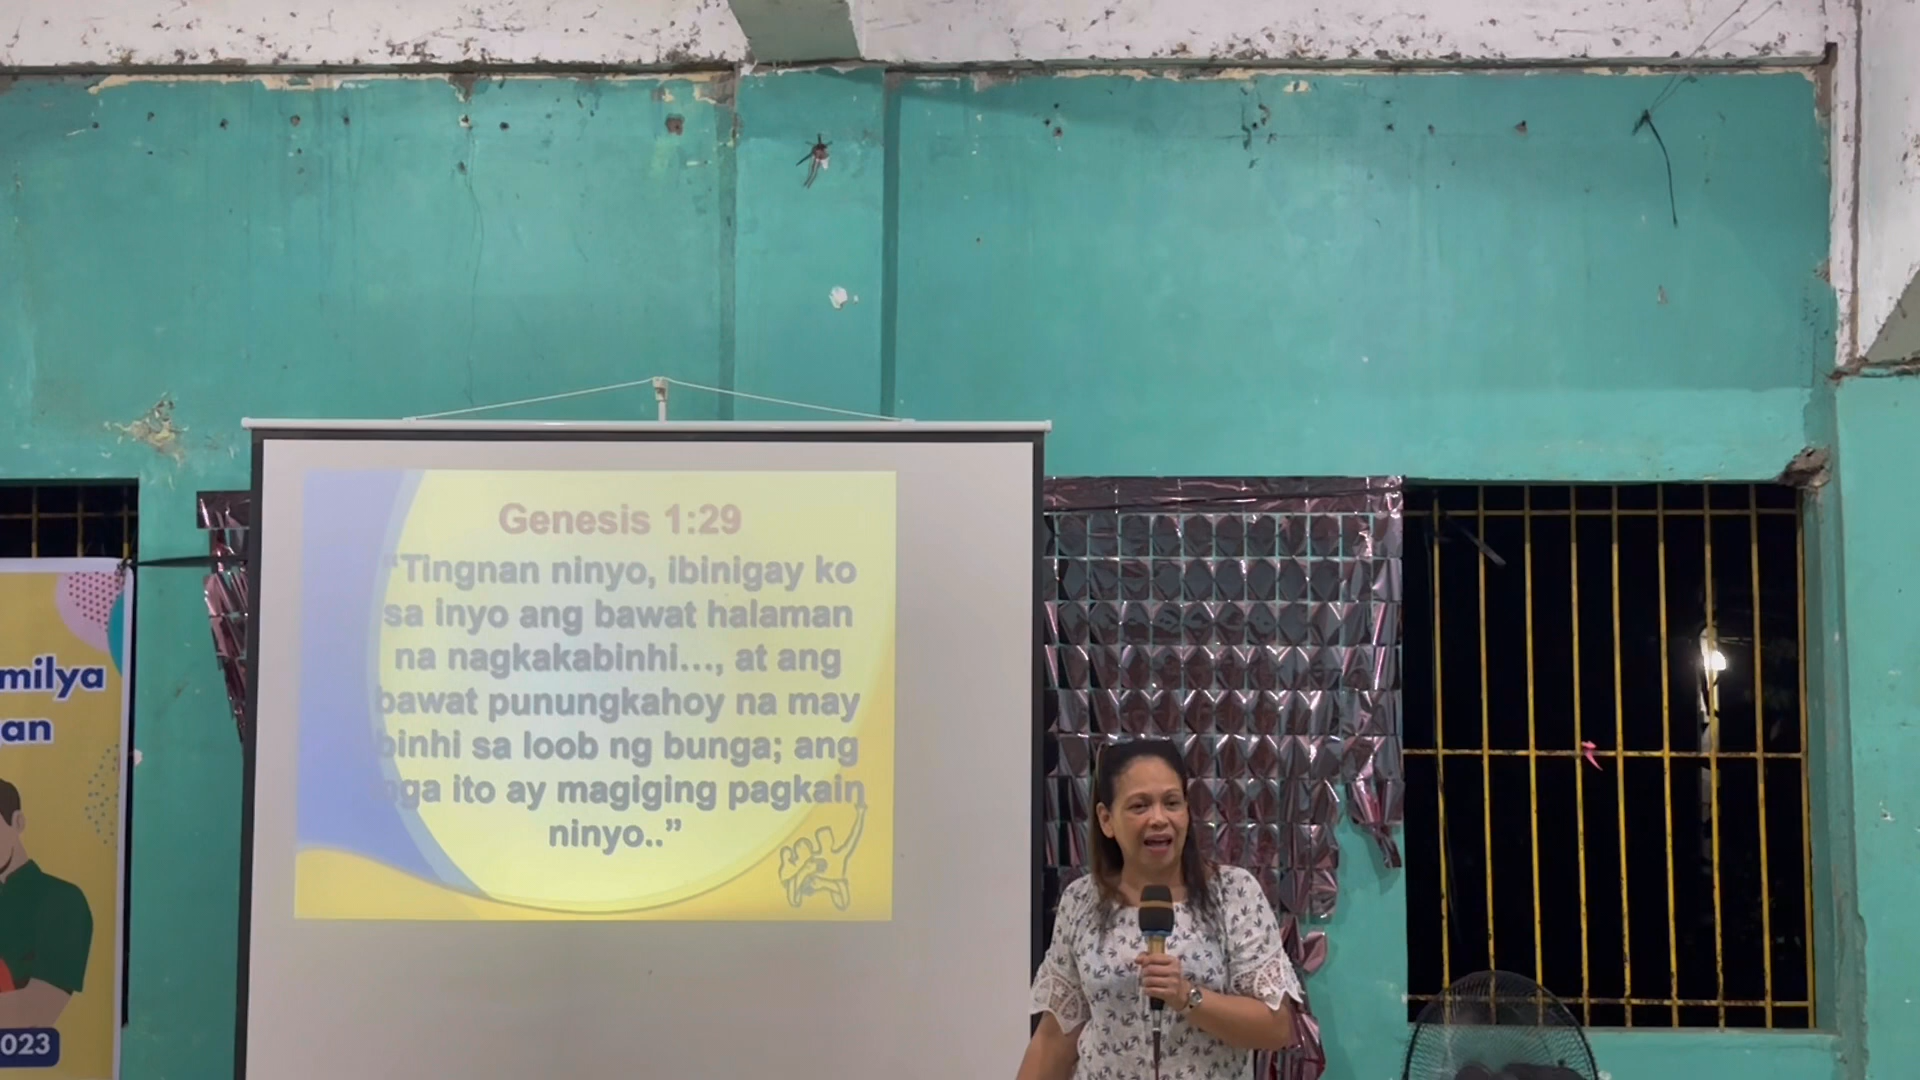 Genesis 1:29
“Tingnan ninyo, ibinigay ko
sa inyo ang bawat halaman
na nagkakabinhi..., at ang
bawat punungkahoy na may
binhi sa loob ng bunga; ang
mga ito ay magiging pagkain
ninyo..”
milya
an
023